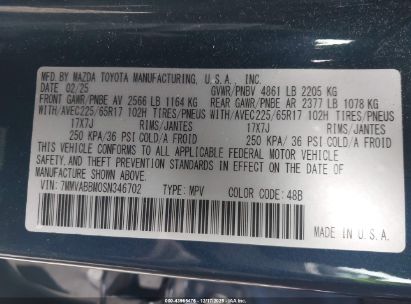 MFD. BY MAZDA TOYOTA MANUFACTURING, U.S.A., INC.
DATE 02/25 GVWR/PNBV 4861 LB 2205 KG
FRONT GAWR/PNBE AV 2566 LB 1164 KG REAR GAWR/PNBE AR 2377 LB 1078 KG
WITH/AVEC225/65R17 102H TIRES/PNEUS WITH/AVEC225/65R17 102H TIRES/PNEUS
17X7J RIMS/JANTES 17X7J RIMS/JANTES
250 KPA/36 PSI COLD/A FROID 250 KPA/36 PSI COLD/A FROID
THIS VEHICLE CONFORMS TO ALL APPLICABLE FEDERAL MOTOR VEHICLE
SAFETY AND THEFT PREVENTION STANDARDS IN EFFECT ON THE DATE OF
MANUFACTURE SHOWN ABOVE.
VIN: 7MMVABBM0SN346702 TYPE: MPV COLOR CODE: 48B
MADE IN U.S.A.